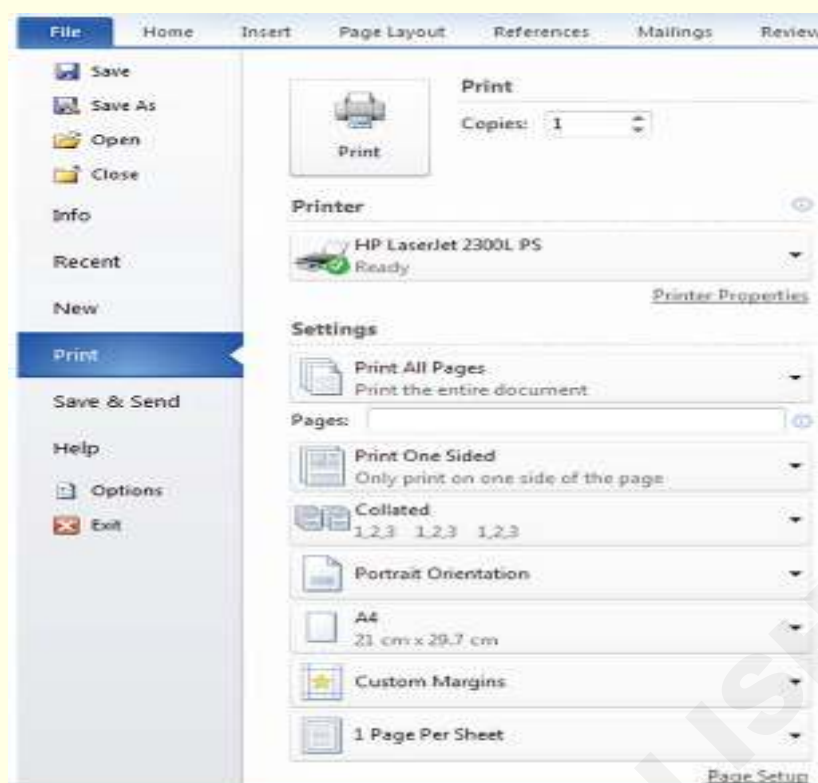 File Home Insert Page Layout References Mailings Review
Save
Save As
Open
Close
Info
Recent
New
Print
Save & Send
Help
Options
Exit
Print
Print
Copies: 1
Printer
HP LaserJet 2300L PS
Ready
Printer Properties
Settings
Print All Pages
Print the entire document
Pages:
Print One Sided
Only print on one side of the page
Collated
1,2,3 1,2,3 1,2,3
Portrait Orientation
A4
21 cm x 29.7 cm
Custom Margins
1 Page Per Sheet
Page Setup